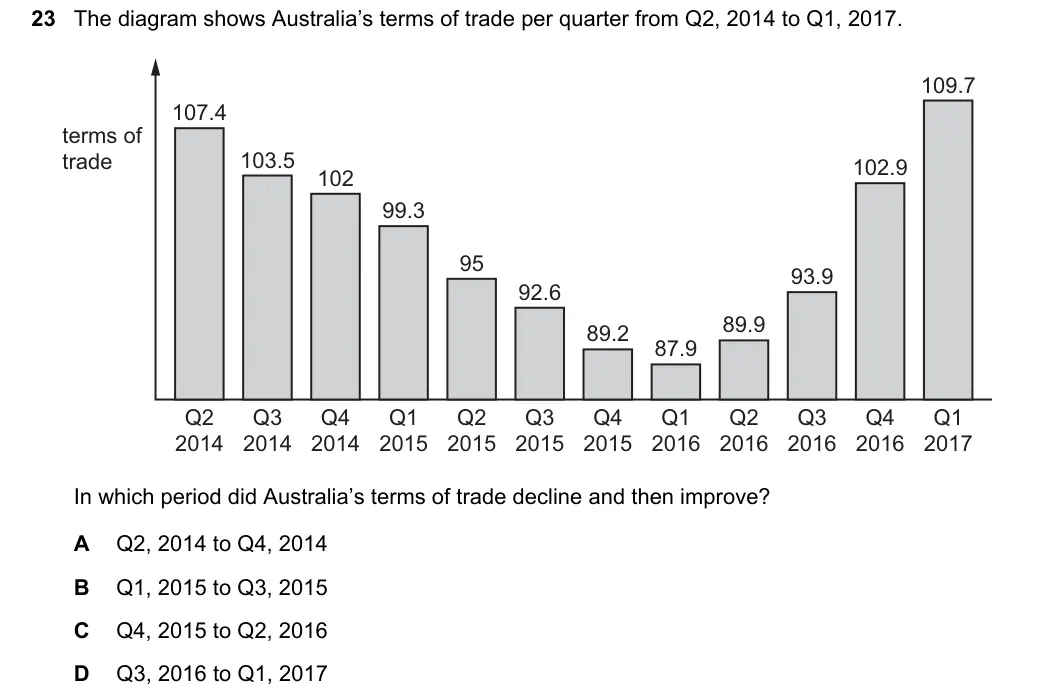 23 The diagram shows Australia’s terms of trade per quarter from Q2, 2014 to Q1, 2017.
terms of
trade
107.4
103.5
102
99.3
95
92.6
89.2
87.9
89.9
93.9
102.9
109.7
Q2 Q3 Q4 Q1 Q2 Q3 Q4 Q1 Q2 Q3 Q4 Q1
2014 2014 2014 2015 2015 2015 2015 2016 2016 2016 2016 2017
In which period did Australia’s terms of trade decline and then improve?
A Q2, 2014 to Q4, 2014
B Q1, 2015 to Q3, 2015
C Q4, 2015 to Q2, 2016
D Q3, 2016 to Q1, 2017